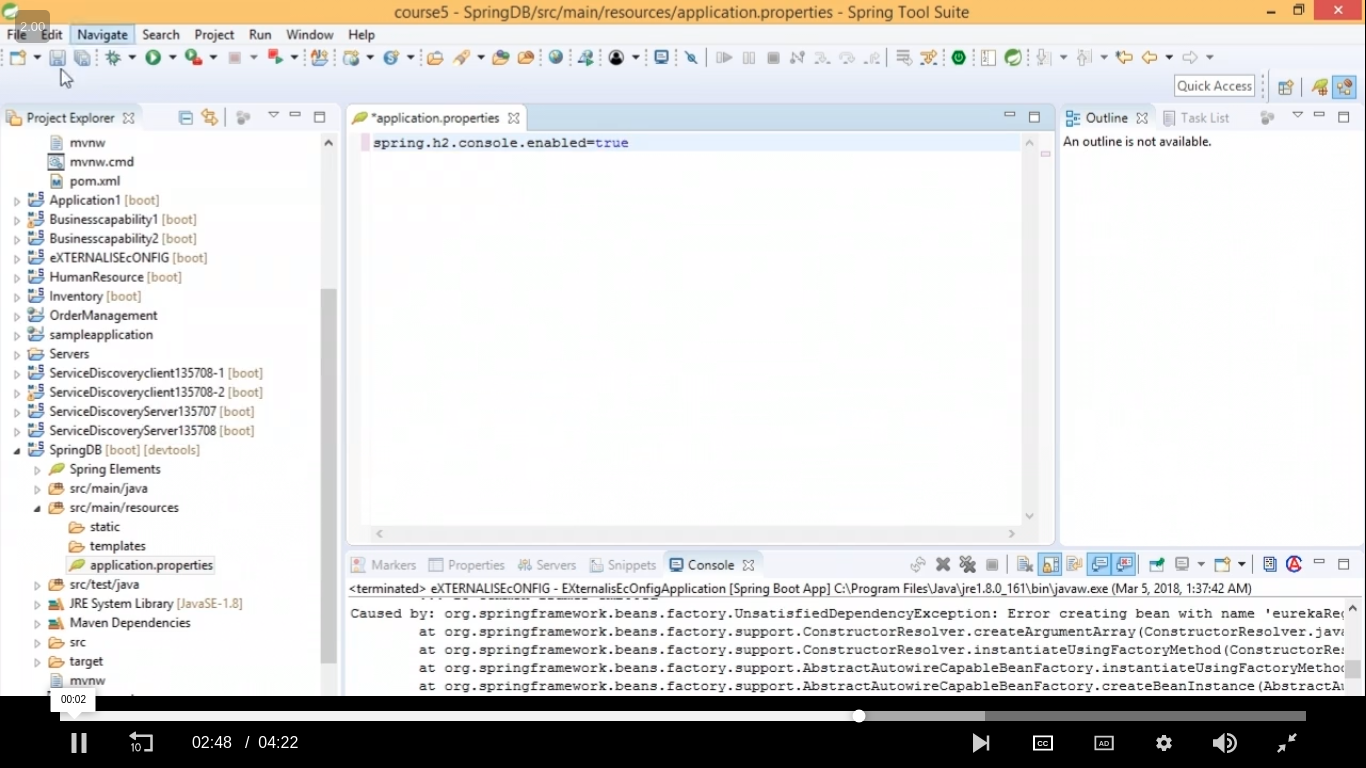 course5 - SpringDB/src/main/resources/application.properties - Spring Tool Suite
2.00
File Edit Navigate Search Project Run Window Help
Quick Access
Project Explorer
mvnw
mvnw.cmd
pom.xml
Application1 [boot]
Businesscapability1 [boot]
Businesscapability2 [boot]
eXTERNALISEcONFIG [boot]
HumanResource [boot]
Inventory [boot]
OrderManagement
sampleapplication
Servers
ServiceDiscoveryclient135708-1 [boot]
ServiceDiscoveryclient135708-2 [boot]
ServiceDiscoveryServer135707 [boot]
ServiceDiscoveryServer135708 [boot]
SpringDB [boot] [devtools]
Spring Elements
src/main/java
src/main/resources
static
templates
application.properties
src/test/java
JRE System Library [JavaSE-1.8]
Maven Dependencies
src
target
mvnw
*application.properties
spring.h2.console.enabled=true
Outline Task List
An outline is not available.
Markers Properties Servers Snippets Console
<terminated> eXTERNALISEcONFIG - EXternalisEcOnfigApplication [Spring Boot App] C:\Program Files\Java\jre1.8.0_161\bin\javaw.exe (Mar 5, 2018, 1:37:42 AM)
Caused by: org.springframework.beans.factory.UnsatisfiedDependencyException: Error creating bean with name 'eurekaReg
at org.springframework.beans.factory.support.ConstructorResolver.createArgumentArray(ConstructorResolver.java
at org.springframework.beans.factory.support.ConstructorResolver.instantiateUsingFactoryMethod(ConstructorRes
at org.springframework.beans.factory.support.AbstractAutowireCapableBeanFactory.instantiateUsingFactoryMethod
at org.springframework.beans.factory.support.AbstractAutowireCapableBeanFactory.createBeanInstance(AbstractAu
00:02
10
02:48 / 04:22
CC
AD